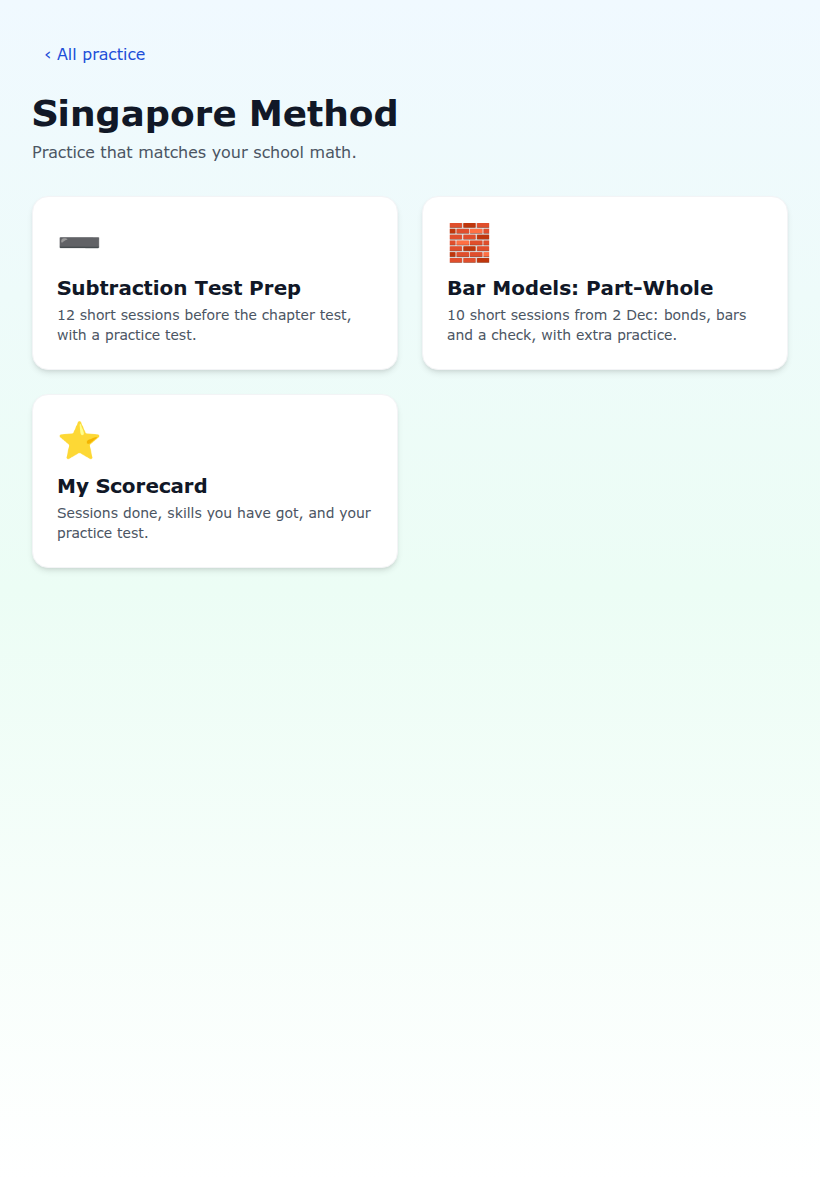 ‹ All practice
Singapore Method
Practice that matches your school math.
Subtraction Test Prep
12 short sessions before the chapter test,
with a practice test.
Bar Models: Part–Whole
10 short sessions from 2 Dec: bonds, bars
and a check, with extra practice.
My Scorecard
Sessions done, skills you have got, and your
practice test.